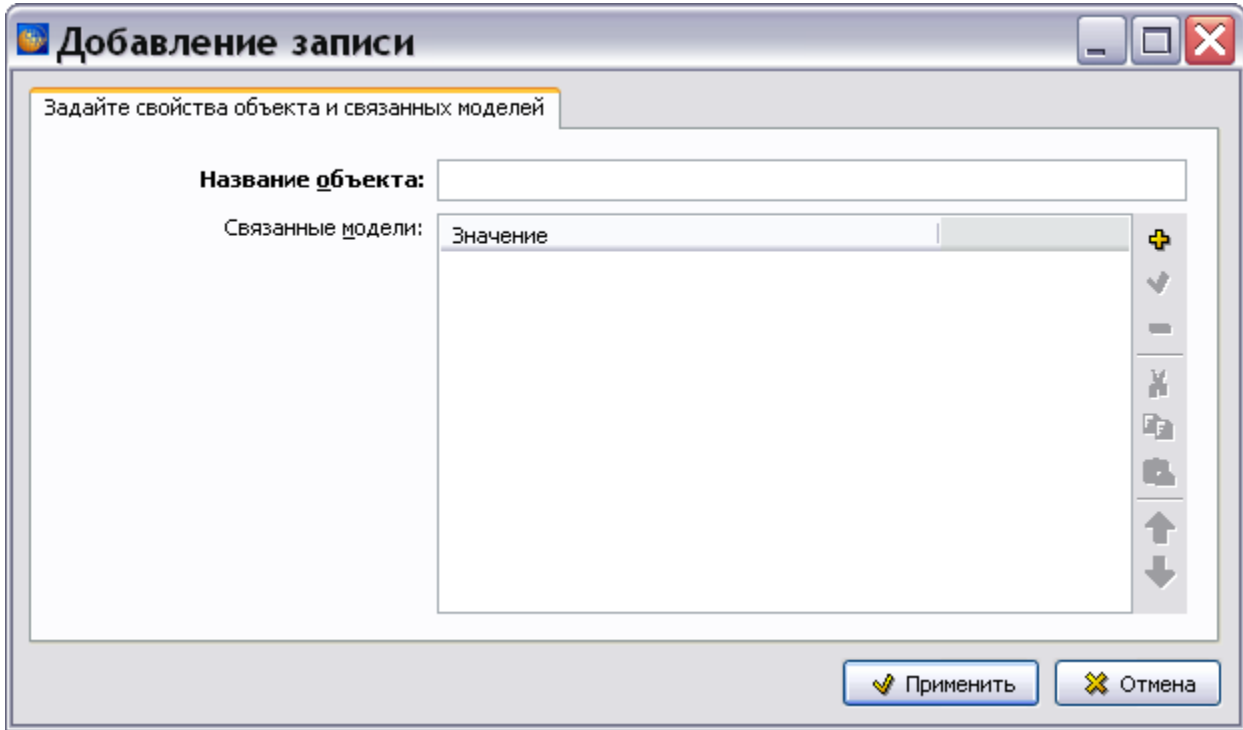 Добавление записи
Задайте свойства объекта и связанных моделей
Название объекта:
Связанные модели:
Значение
Применить
Отмена